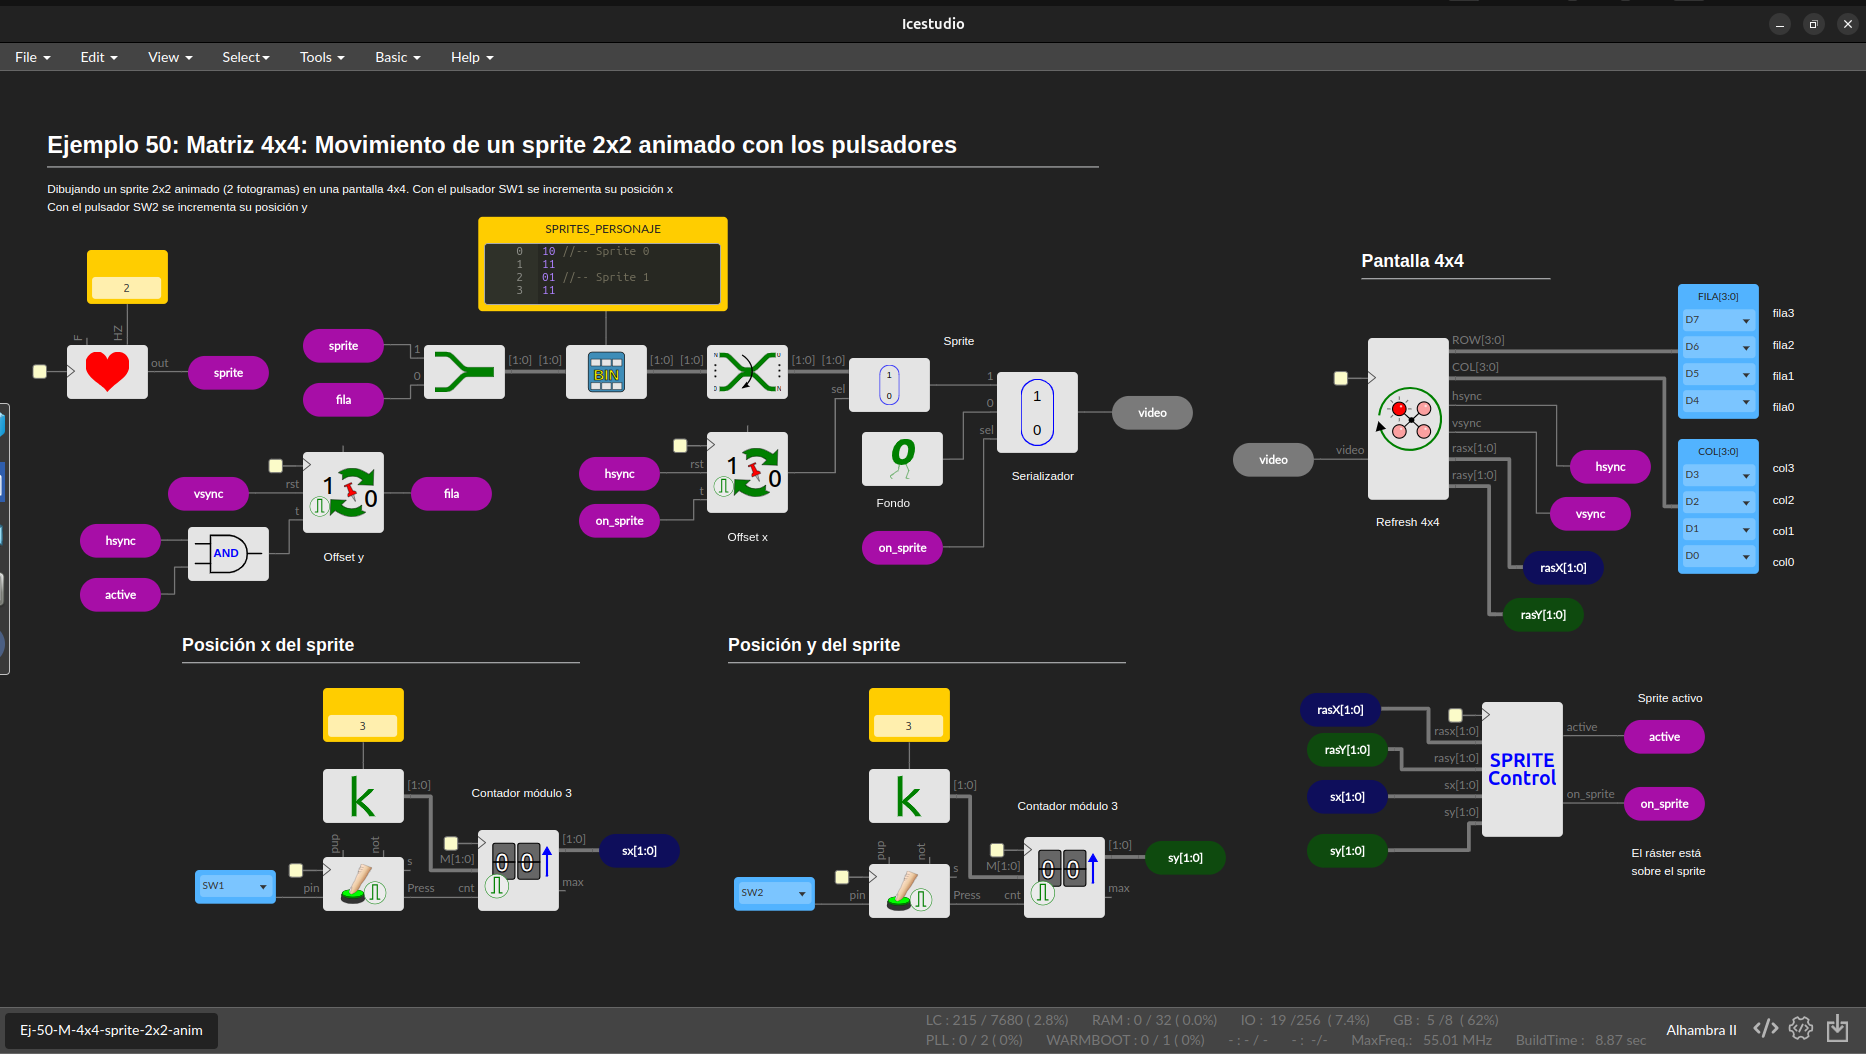 Icestudio
File
Edit
View
Select
Tools
Basic
Help
Ejemplo 50: Matriz 4x4: Movimiento de un sprite 2x2 animado con los pulsadores
Dibujando un sprite 2x2 animado (2 fotogramas) en una pantalla 4x4. Con el pulsador SW1 se incrementa su posición x
Con el pulsador SW2 se incrementa su posición y
2
F
HZ
out
sprite
sprite
fila
1
0
[1:0]
SPRITES_PERSONAJE
0 10 //-- Sprite 0
1 11
2 01 //-- Sprite 1
3 11
[1:0]
BIN
[1:0]
[1:0]
[1:0]
[1:0]
sel
1
0
Sprite
1
0
sel
1
0
Serializador
video
0
Fondo
on_sprite
vsync
rst
t
1 0
Offset y
fila
hsync
active
AND
hsync
on_sprite
rst
t
1 0
Offset x
Pantalla 4x4
video
video
Refresh 4x4
ROW[3:0]
COL[3:0]
hsync
vsync
rasx[1:0]
rasy[1:0]
hsync
vsync
rasX[1:0]
rasY[1:0]
FILA[3:0]
D7
D6
D5
D4
fila3
fila2
fila1
fila0
COL[3:0]
D3
D2
D1
D0
col3
col2
col1
col0
Posición x del sprite
3
k
[1:0]
Contador módulo 3
SW1
pin
pup
not
s
Press
M[1:0]
cnt
0 0
[1:0]
max
sx[1:0]
Posición y del sprite
3
k
[1:0]
Contador módulo 3
SW2
pin
pup
not
s
Press
M[1:0]
cnt
0 0
[1:0]
max
sy[1:0]
rasX[1:0]
rasY[1:0]
sx[1:0]
sy[1:0]
rasx[1:0]
rasy[1:0]
sx[1:0]
sy[1:0]
SPRITE
Control
active
on_sprite
Sprite activo
active
on_sprite
El ráster está
sobre el sprite
Ej-50-M-4x4-sprite-2x2-anim
LC : 215 / 7680 ( 2.8%) RAM : 0 / 32 ( 0.0%) IO : 19 /256 ( 7.4%) GB : 5 /8 ( 62%)
PLL : 0 / 2 ( 0%) WARMBOOT : 0 / 1 ( 0%) - : - / - - : -/- MaxFreq.: 55.01 MHz BuildTime : 8.87 sec
Alhambra II